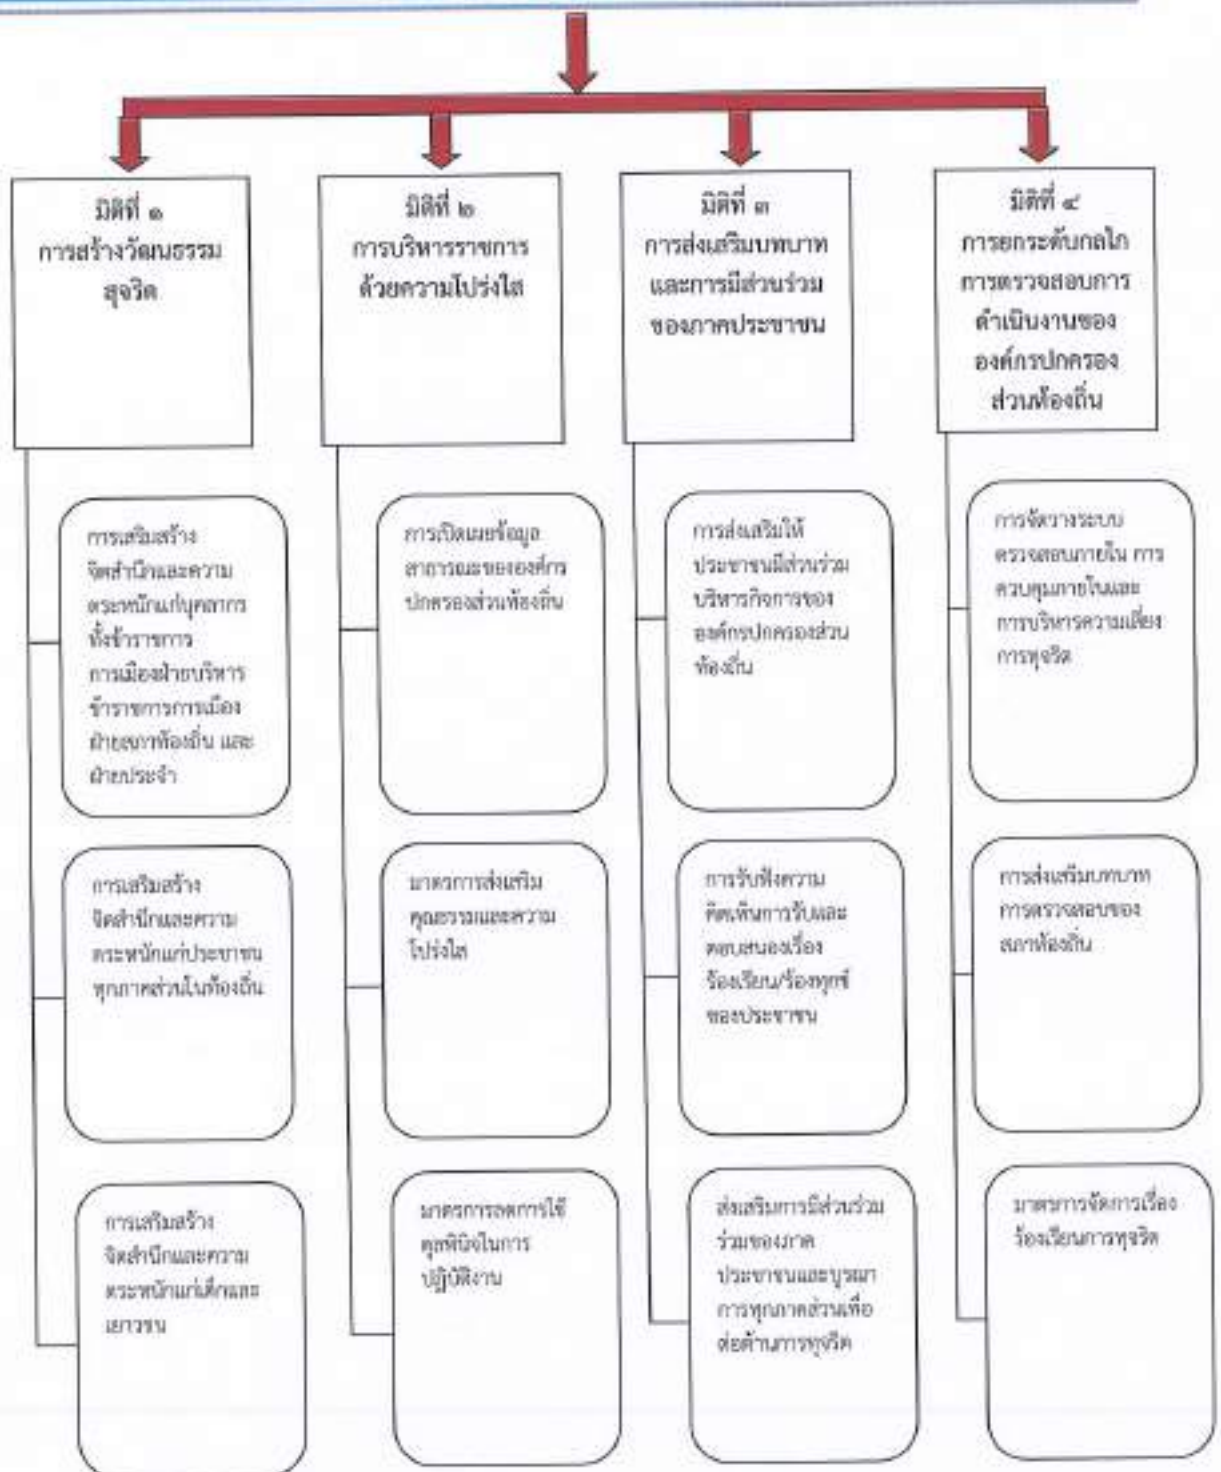 มิติที่ ๑
การสร้างวัฒนธรรม
สุจริต
มิติที่ ๒
การบริหารราชการ
ด้วยความโปร่งใส
มิติที่ ๓
การส่งเสริมบทบาท
และการมีส่วนร่วม
ของภาคประชาชน
มิติที่ ๔
การยกระดับกลไก
การตรวจสอบการ
ดำเนินงานของ
องค์กรปกครอง
ส่วนท้องถิ่น
การเสริมสร้าง
จิตสำนึกและความ
ตระหนักแก่บุคลากร
ทั้งข้าราชการ
การเมืองฝ่ายบริหาร
ข้าราชการการเมือง
ฝ่ายสภาท้องถิ่น และ
ฝ่ายประจำ
การเสริมสร้าง
จิตสำนึกและความ
ตระหนักแก่ประชาชน
ทุกภาคส่วนในท้องถิ่น
การเสริมสร้าง
จิตสำนึกและความ
ตระหนักแก่เด็กและ
เยาวชน
การเปิดเผยข้อมูล
สาธารณะขององค์กร
ปกครองส่วนท้องถิ่น
มาตรการส่งเสริม
คุณธรรมและความ
โปร่งใส
มาตรการลดการใช้
ดุลพินิจในการ
ปฏิบัติงาน
การส่งเสริมให้
ประชาชนมีส่วนร่วม
บริหารกิจการของ
องค์กรปกครองส่วน
ท้องถิ่น
การรับฟังความ
คิดเห็นการรับและ
ตอบสนองเรื่อง
ร้องเรียน/ร้องทุกข์
ของประชาชน
ส่งเสริมการมีส่วนร่วม
ร่วมของภาค
ประชาชนและบูรณา
การทุกภาคส่วนเพื่อ
ต่อต้านการทุจริต
การจัดวางระบบ
ตรวจสอบภายใน การ
ควบคุมภายในและ
การบริหารความเสี่ยง
การทุจริต
การส่งเสริมบทบาท
การตรวจสอบของ
สภาท้องถิ่น
มาตรการจัดการเรื่อง
ร้องเรียนการทุจริต